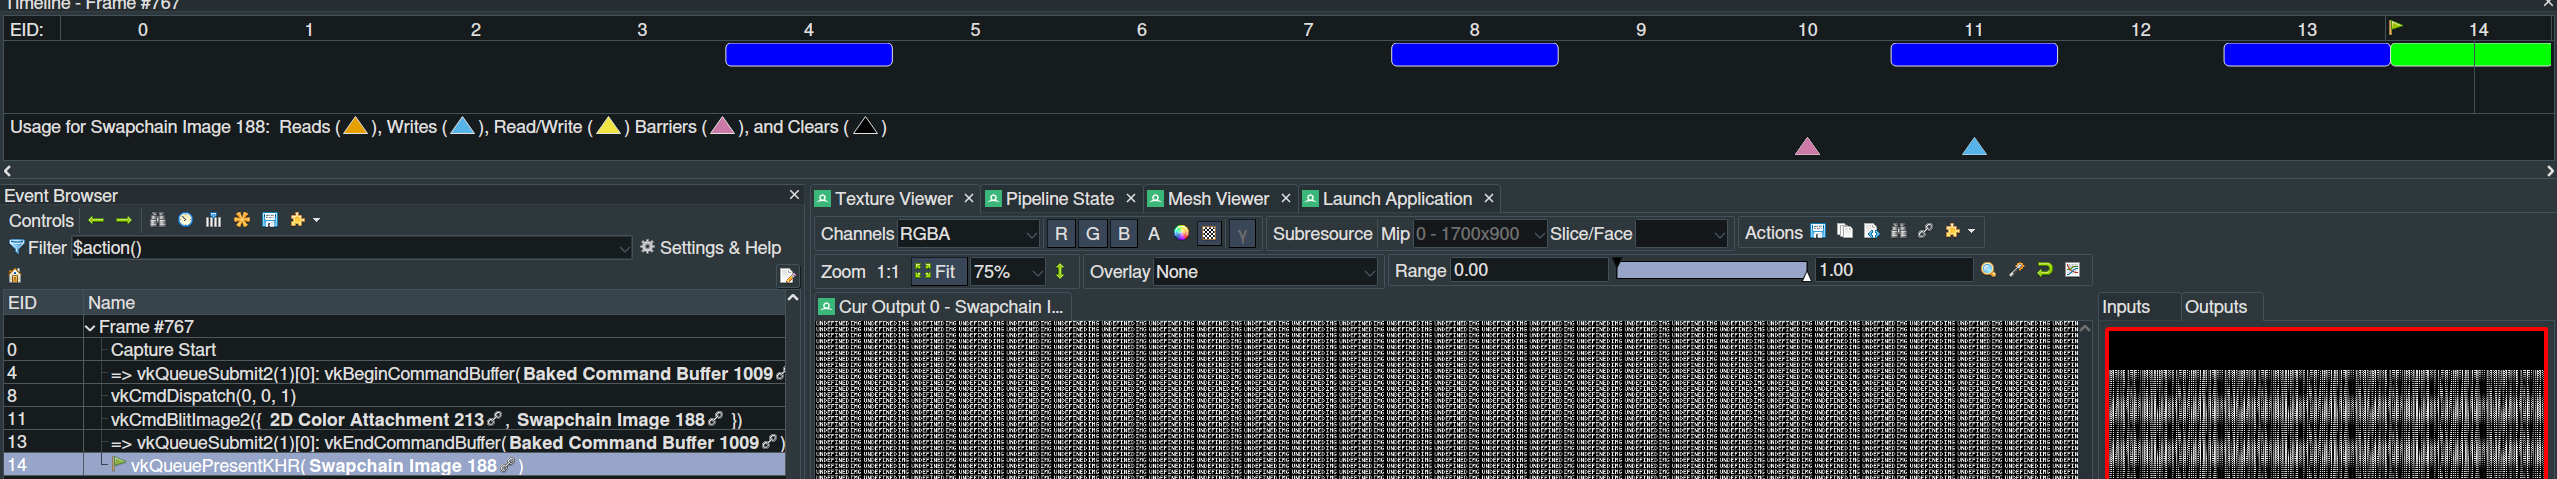 Timeline - Frame #767
EID: 0 1 2 3 4 5 6 7 8 9 10 11 12 13 14
Usage for Swapchain Image 188: Reads ( ), Writes ( ), Read/Write ( ) Barriers ( ), and Clears ( )
Event Browser
Controls
Filter $action() Settings & Help
EID Name
Frame #767
0 Capture Start
4 => vkQueueSubmit2(1)[0]: vkBeginCommandBuffer(Baked Command Buffer 1009
8 vkCmdDispatch(0, 0, 1)
11 vkCmdBlitImage2({ 2D Color Attachment 213 , Swapchain Image 188 })
13 => vkQueueSubmit2(1)[0]: vkEndCommandBuffer(Baked Command Buffer 1009 )
14 vkQueuePresentKHR(Swapchain Image 188 )
Texture Viewer Pipeline State Mesh Viewer Launch Application
Channels RGBA R G B A γ Subresource Mip 0 - 1700x900 Slice/Face Actions
Zoom 1:1 Fit 75% Overlay None Range 0.00 1.00
Cur Output 0 - Swapchain I...
Inputs Outputs